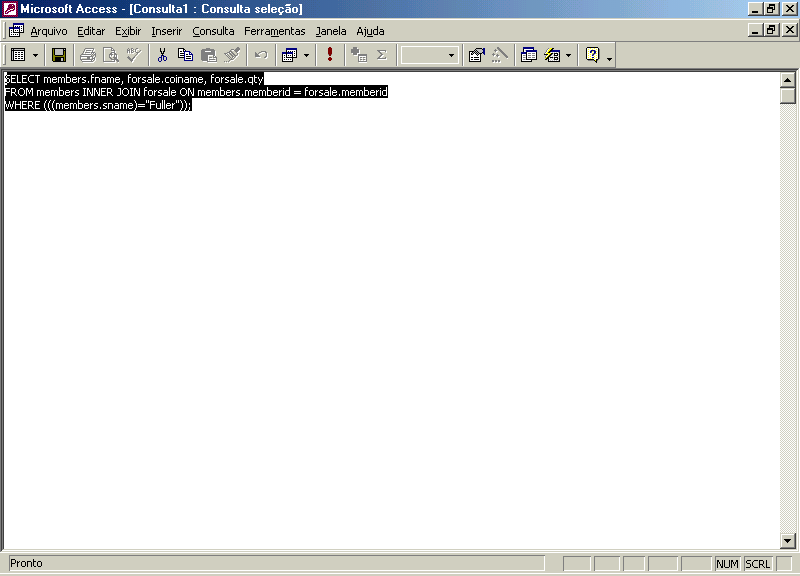 Microsoft Access - [Consulta1 : Consulta seleção]
Arquivo Editar Exibir Inserir Consulta Ferramentas Janela Ajuda
SELECT members.fname, forsale.coiname, forsale.qty
FROM members INNER JOIN forsale ON members.memberid = forsale.memberid
WHERE (((members.sname)="Fuller"));
Pronto NUM SCRL